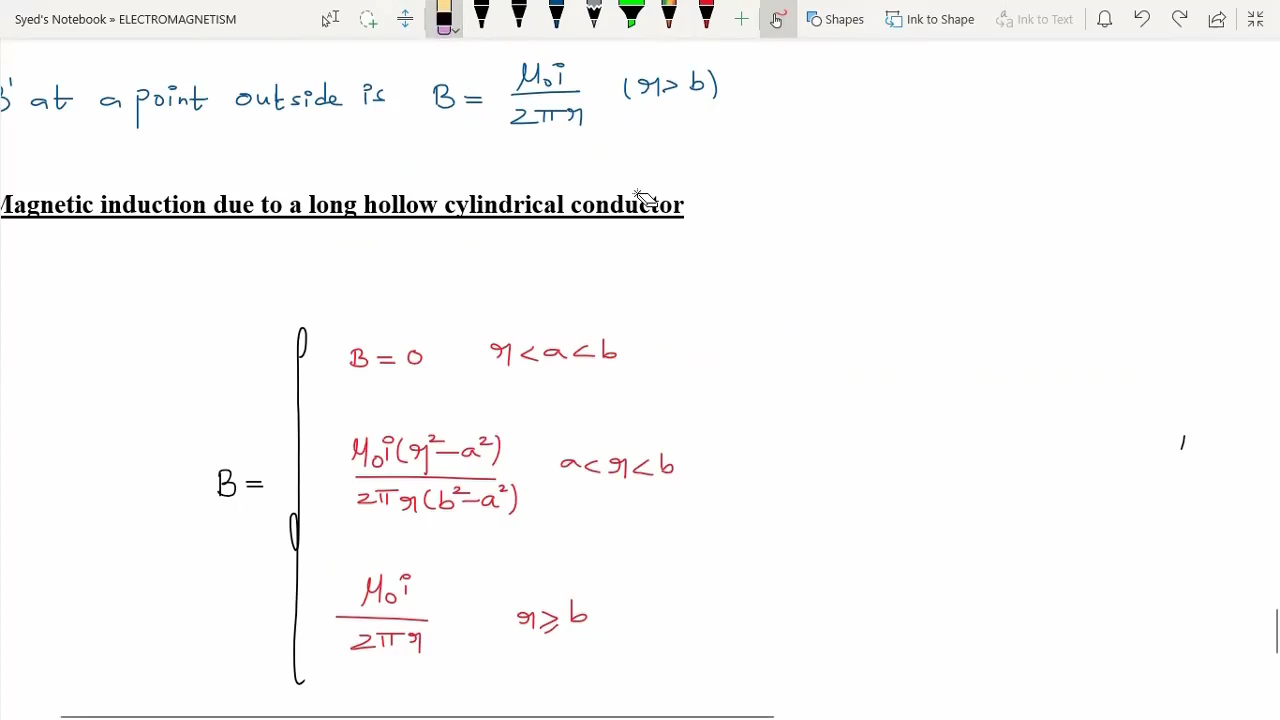 Syed's Notebook » ELECTROMAGNETISM Shapes Ink to Shape Ink to Text
at a point outside is B = μ₀i / 2πr (r > b)
Magnetic induction due to a long hollow cylindrical conductor
B =
B = 0 r < a < b
μ₀i(r² − a²) / 2πr(b² − a²) a < r < b
μ₀i / 2πr r ⩾ b